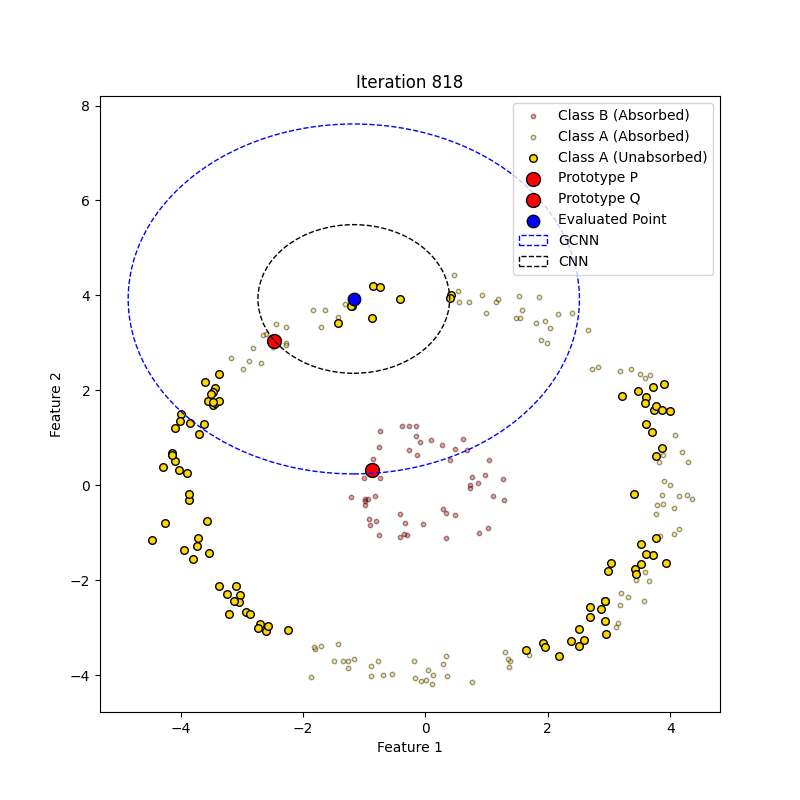 Iteration 818
Class B (Absorbed)
Class A (Absorbed)
Class A (Unabsorbed)
Prototype P
Prototype Q
Evaluated Point
GCNN
CNN
8
6
4
2
0
−2
−4
Feature 2
−4
−2
0
2
4
Feature 1